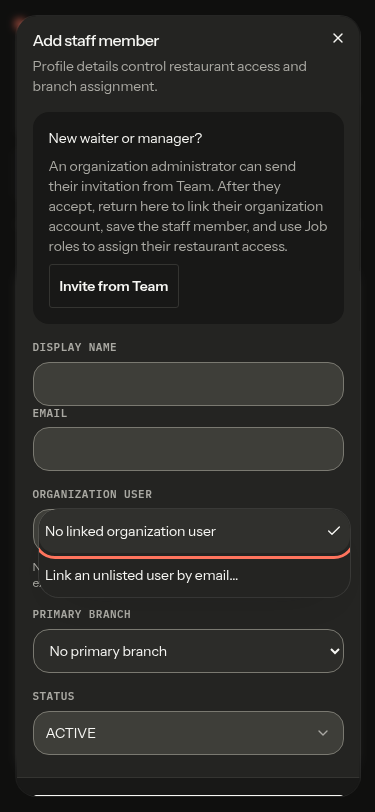 Add staff member
Profile details control restaurant access and
branch assignment.
New waiter or manager?
An organization administrator can send
their invitation from Team. After they
accept, return here to link their organization
account, save the staff member, and use Job
roles to assign their restaurant access.
Invite from Team
DISPLAY NAME
EMAIL
ORGANIZATION USER
No linked organization user
Link an unlisted user by email...
PRIMARY BRANCH
No primary branch
STATUS
ACTIVE